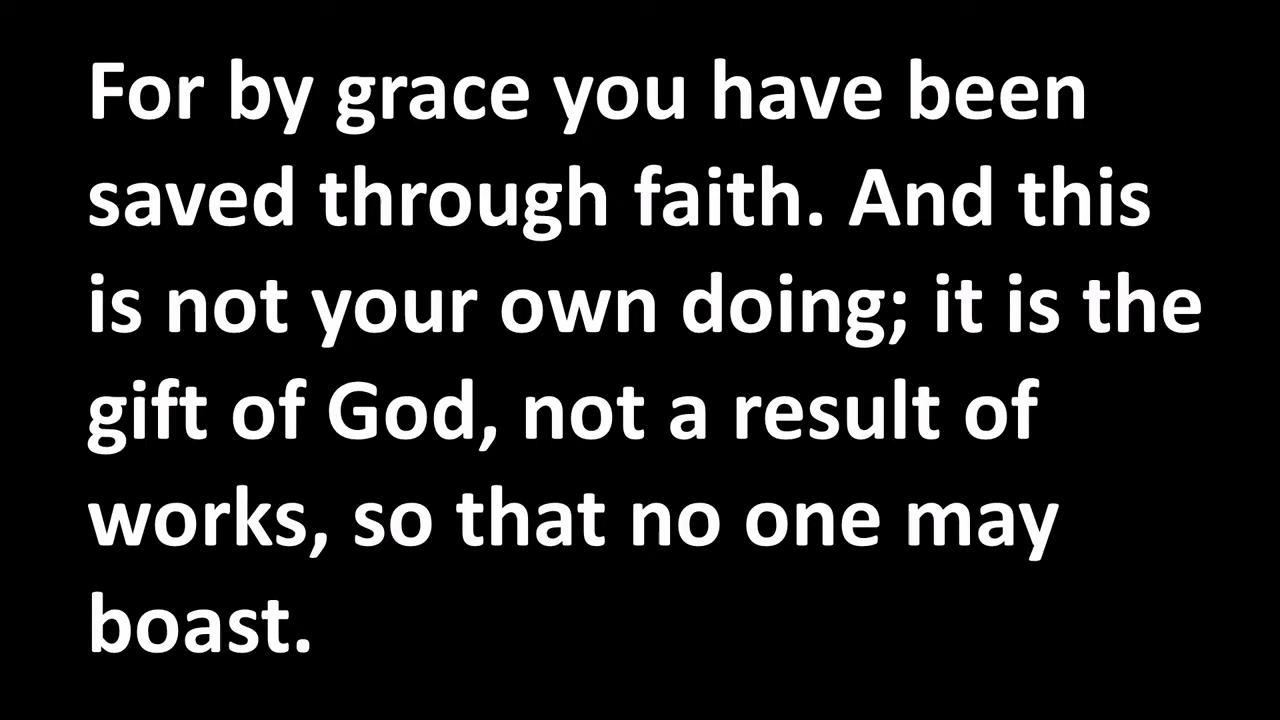 For by grace you have been
saved through faith. And this
is not your own doing; it is the
gift of God, not a result of
works, so that no one may
boast.